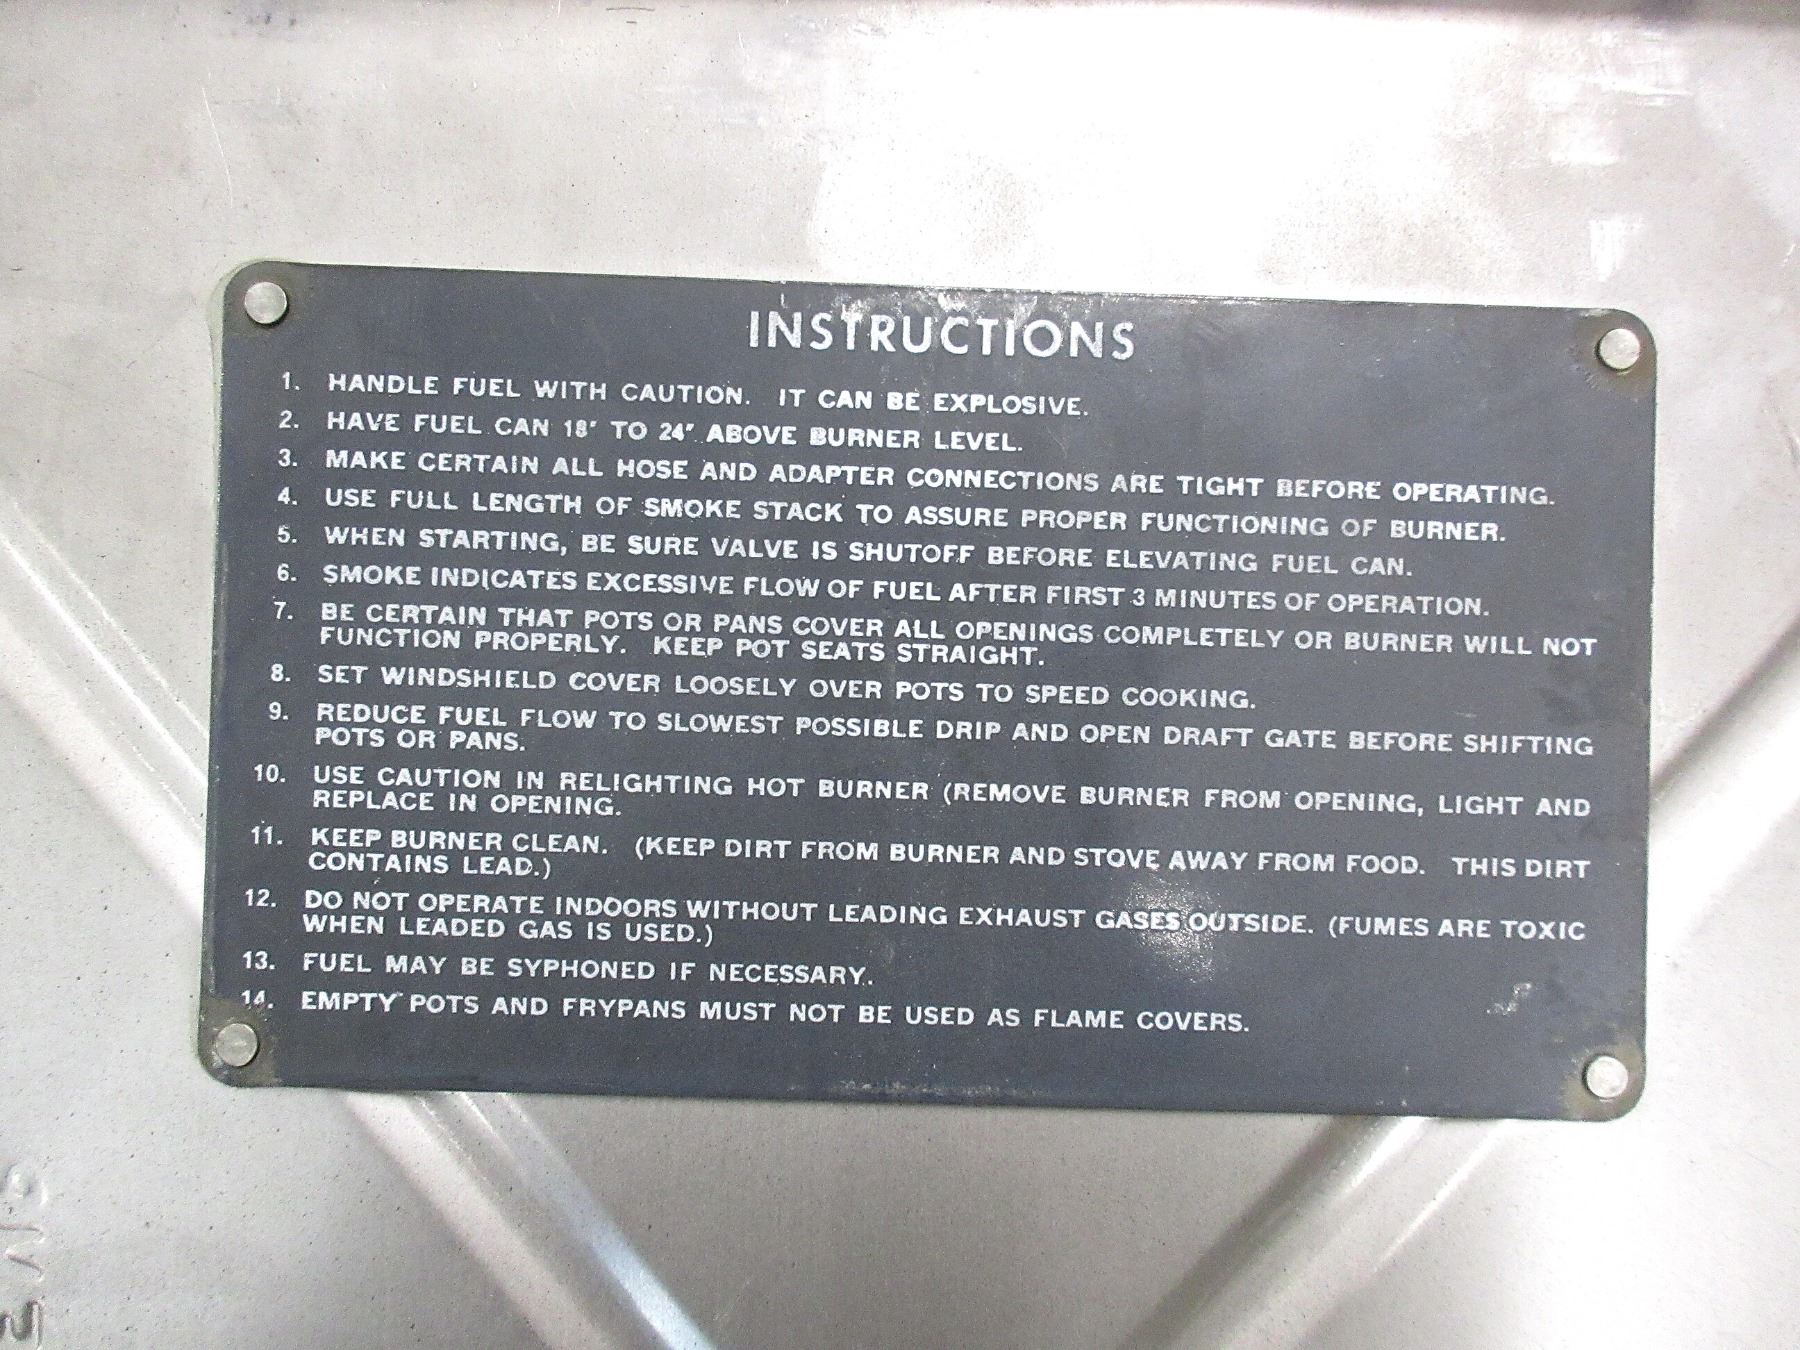 INSTRUCTIONS
1. HANDLE FUEL WITH CAUTION. IT CAN BE EXPLOSIVE.
2. HAVE FUEL CAN 18" TO 24" ABOVE BURNER LEVEL.
3. MAKE CERTAIN ALL HOSE AND ADAPTER CONNECTIONS ARE TIGHT BEFORE OPERATING.
4. USE FULL LENGTH OF SMOKE STACK TO ASSURE PROPER FUNCTIONING OF BURNER.
5. WHEN STARTING, BE SURE VALVE IS SHUTOFF BEFORE ELEVATING FUEL CAN.
6. SMOKE INDICATES EXCESSIVE FLOW OF FUEL AFTER FIRST 3 MINUTES OF OPERATION.
7. BE CERTAIN THAT POTS OR PANS COVER ALL OPENINGS COMPLETELY OR BURNER WILL NOT
FUNCTION PROPERLY. KEEP POT SEATS STRAIGHT.
8. SET WINDSHIELD COVER LOOSELY OVER POTS TO SPEED COOKING.
9. REDUCE FUEL FLOW TO SLOWEST POSSIBLE DRIP AND OPEN DRAFT GATE BEFORE SHIFTING
POTS OR PANS.
10. USE CAUTION IN RELIGHTING HOT BURNER (REMOVE BURNER FROM OPENING, LIGHT AND
REPLACE IN OPENING.
11. KEEP BURNER CLEAN. (KEEP DIRT FROM BURNER AND STOVE AWAY FROM FOOD. THIS DIRT
CONTAINS LEAD.)
12. DO NOT OPERATE INDOORS WITHOUT LEADING EXHAUST GASES OUTSIDE. (FUMES ARE TOXIC
WHEN LEADED GAS IS USED.)
13. FUEL MAY BE SYPHONED IF NECESSARY.
14. EMPTY POTS AND FRYPANS MUST NOT BE USED AS FLAME COVERS.